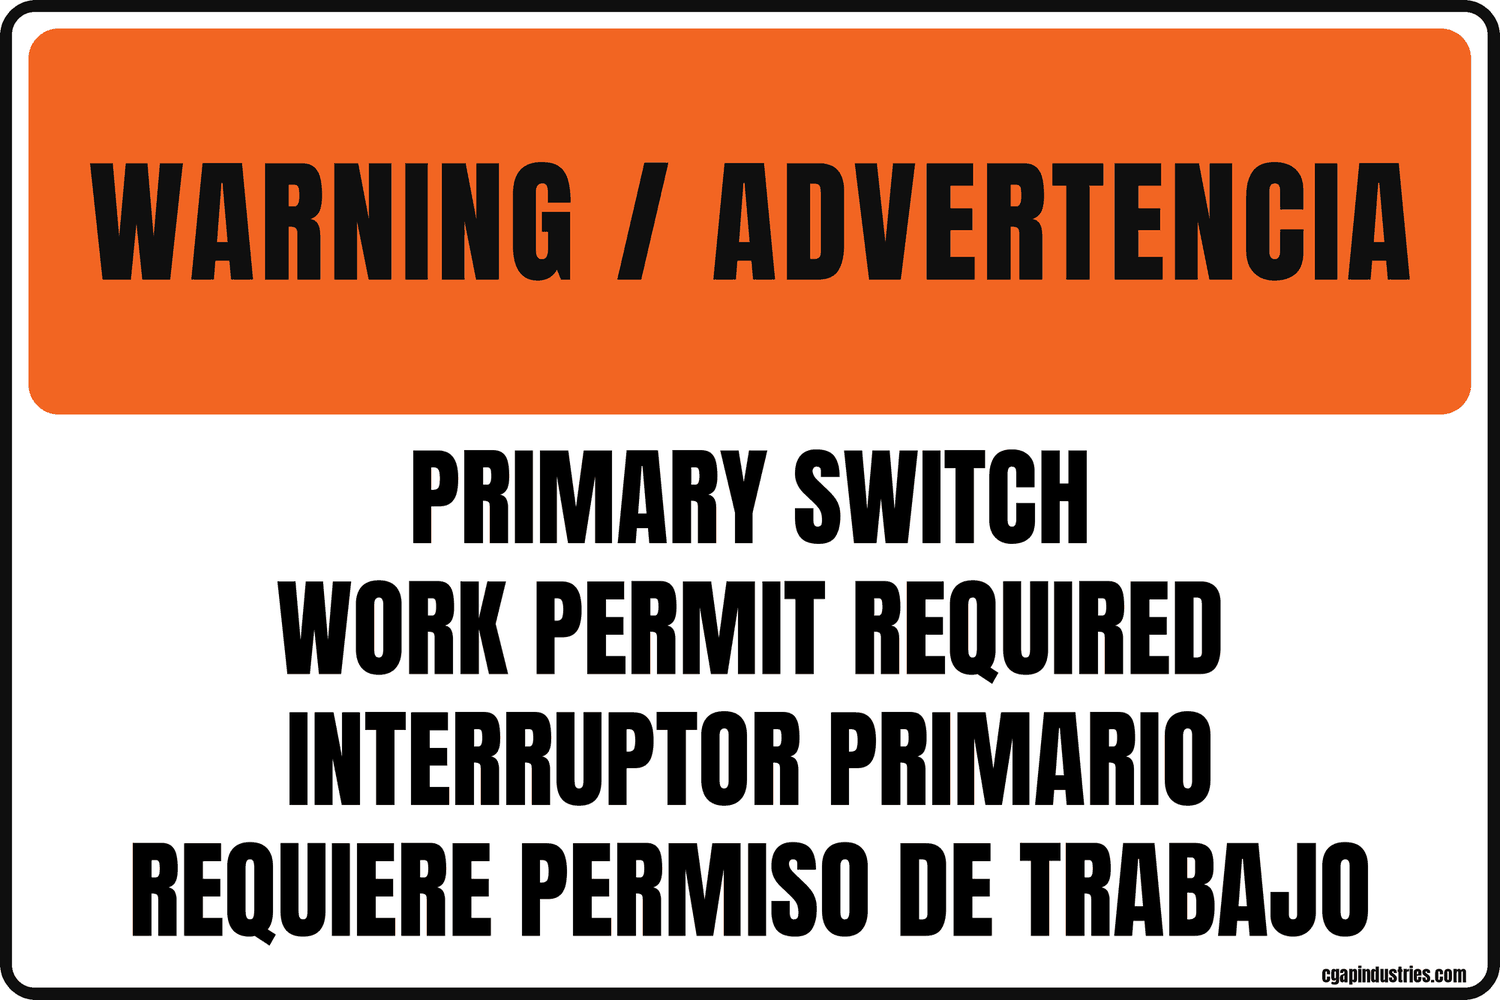 WARNING / ADVERTENCIA
PRIMARY SWITCH
WORK PERMIT REQUIRED
INTERRUPTOR PRIMARIO
REQUIERE PERMISO DE TRABAJO
cgapindustries.com